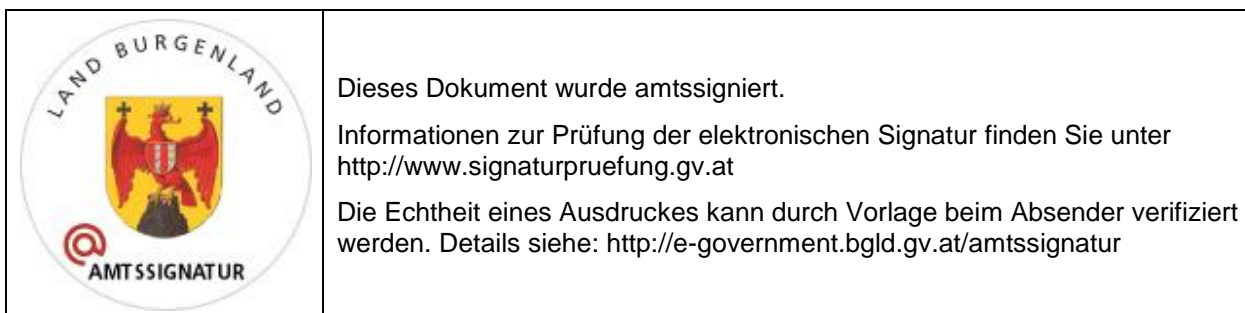 LAND BURGENLAND
@
AMTSSIGNATUR
Dieses Dokument wurde amtssigniert.
Informationen zur Prüfung der elektronischen Signatur finden Sie unter
http://www.signaturpruefung.gv.at
Die Echtheit eines Ausdruckes kann durch Vorlage beim Absender verifiziert
werden. Details siehe: http://e-government.bgld.gv.at/amtssignatur